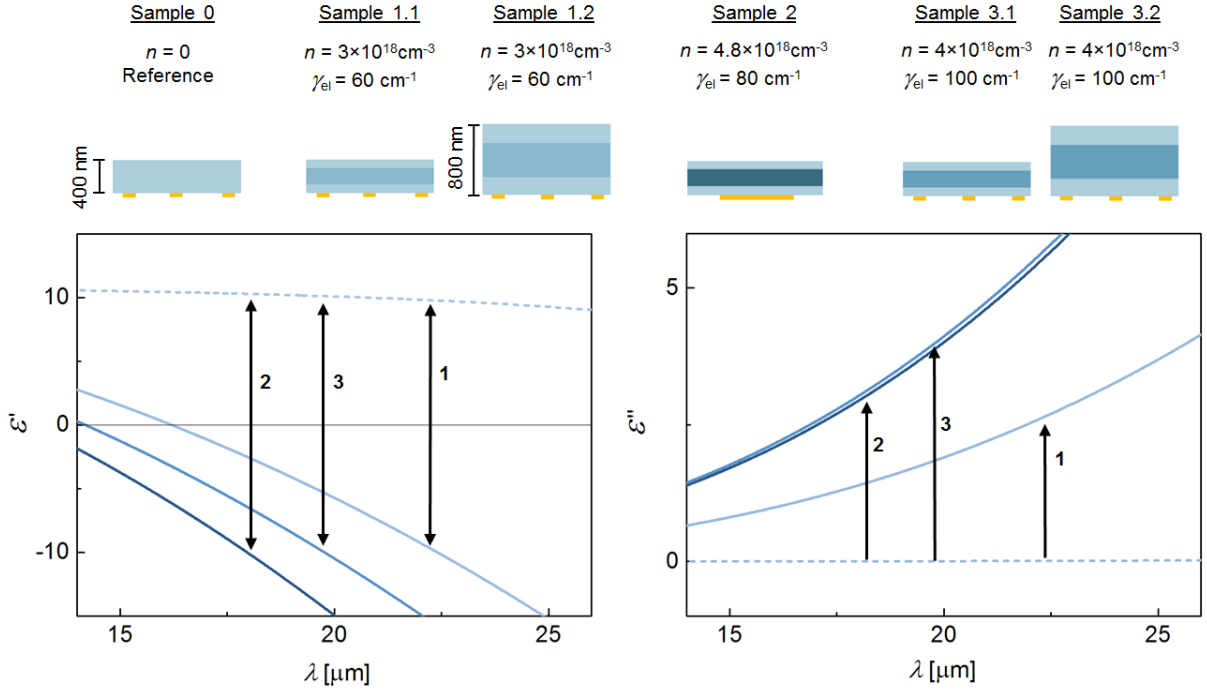 Sample 0
Sample 1.1
Sample 1.2
Sample 2
Sample 3.1
Sample 3.2
n = 0
Reference
n = 3×10¹⁸cm⁻³
γel = 60 cm⁻¹
n = 3×10¹⁸cm⁻³
γel = 60 cm⁻¹
n = 4.8×10¹⁸cm⁻³
γel = 80 cm⁻¹
n = 4×10¹⁸cm⁻³
γel = 100 cm⁻¹
n = 4×10¹⁸cm⁻³
γel = 100 cm⁻¹
400 nm
800 nm
10
0
-10
ε'
2
3
1
15
20
25
λ [μm]
5
0
ε"
2
3
1
15
20
25
λ [μm]